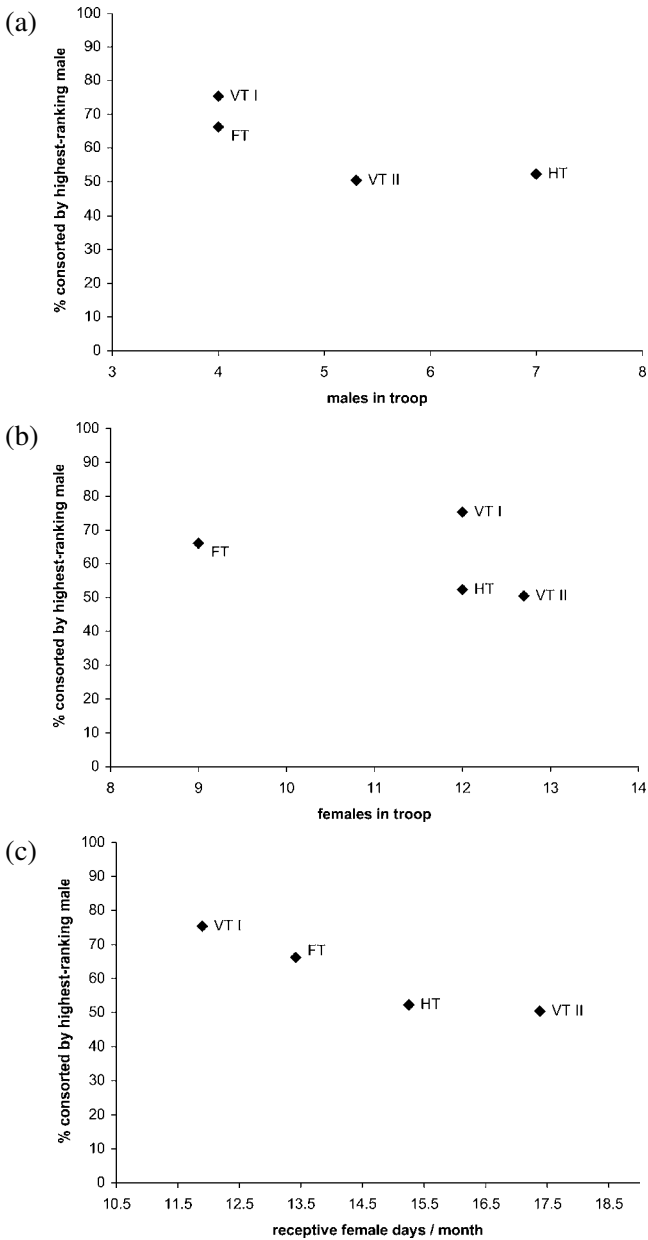 (a)
% consorted by highest-ranking male
100
90
80
70
60
50
40
30
20
10
0
VT I
FT
VT II
HT
3 4 5 6 7 8
males in troop
(b)
% consorted by highest-ranking male
100
90
80
70
60
50
40
30
20
10
0
VT I
FT
HT
VT II
8 9 10 11 12 13 14
females in troop
(c)
% consorted by highest-ranking male
100
90
80
70
60
50
40
30
20
10
0
VT I
FT
HT
VT II
10.5 11.5 12.5 13.5 14.5 15.5 16.5 17.5 18.5
receptive female days / month